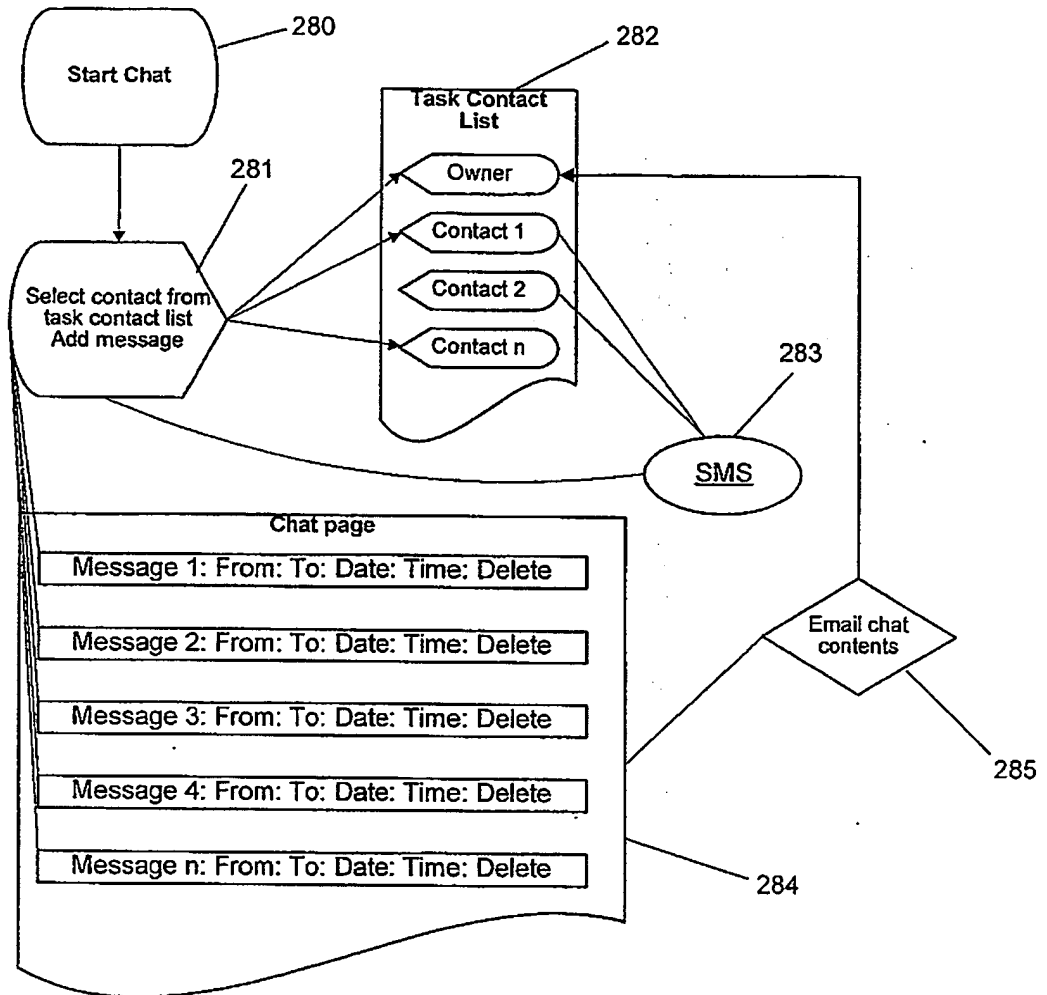 280
Start Chat
282
Task Contact
List
Owner
281
Contact 1
Select contact from
task contact list
Add message
Contact 2
Contact n
283
SMS
Chat page
Message 1: From: To: Date: Time: Delete
Message 2: From: To: Date: Time: Delete
Email chat
contents
Message 3: From: To: Date: Time: Delete
285
Message 4: From: To: Date: Time: Delete
Message n: From: To: Date: Time: Delete
284